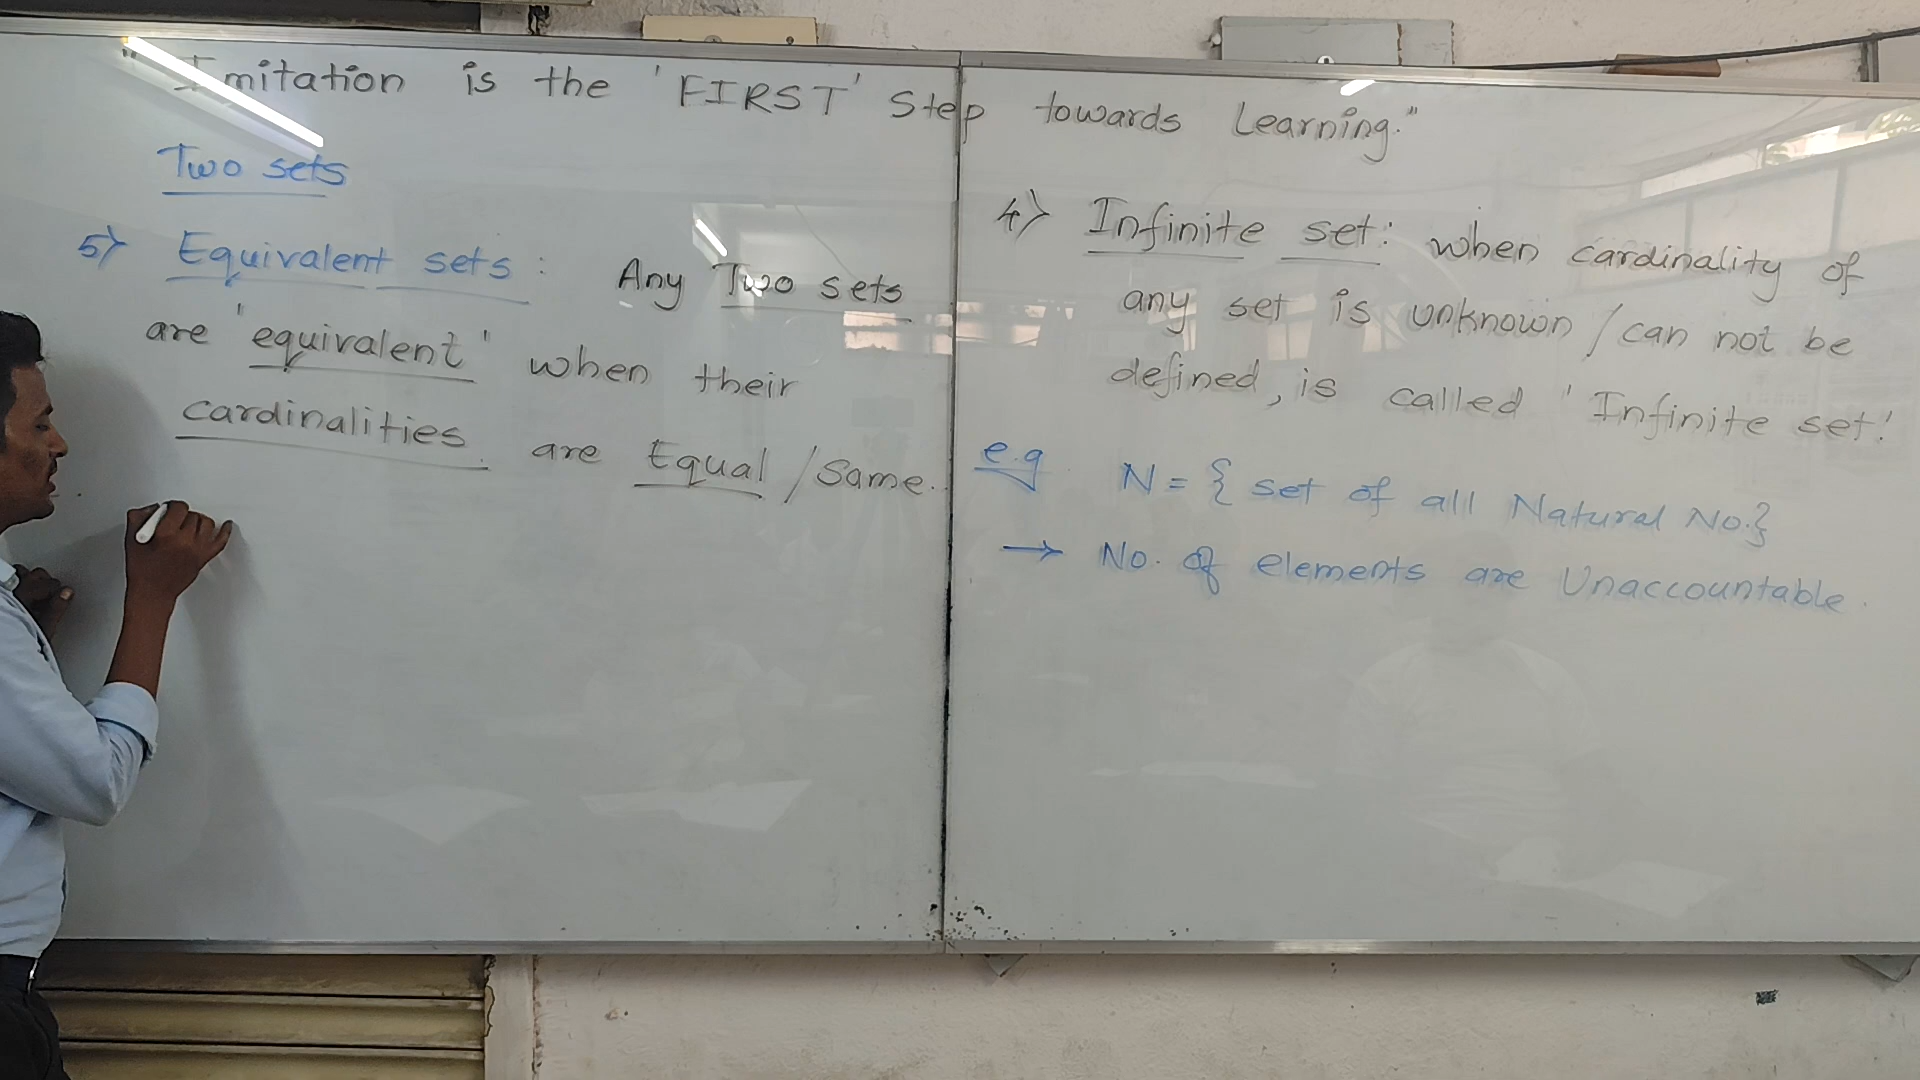 " Imitation is the 'FIRST' Step towards Learning."
Two sets
5) Equivalent sets : Any Two sets
are 'equivalent' when their
cardinalities are Equal / Same.
4) Infinite set: when cardinality of
any set is unknown / can not be
defined, is called 'Infinite set'
e.g N = { set of all Natural No.}
→ No. of elements are Unaccountable.